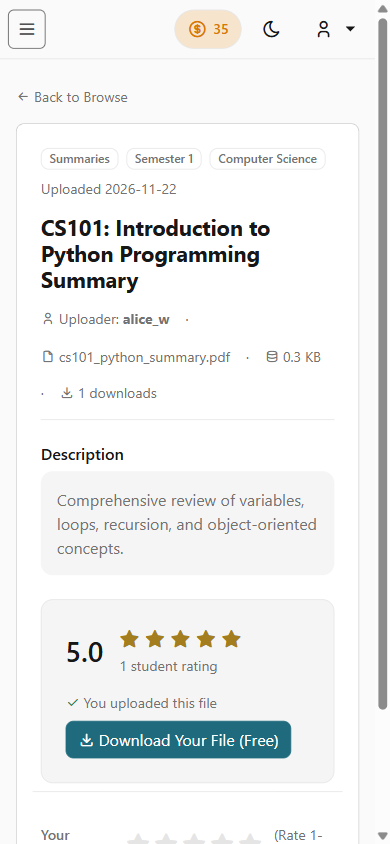 35
← Back to Browse
Summaries Semester 1 Computer Science
Uploaded 2026-11-22
CS101: Introduction to
Python Programming
Summary
Uploader: alice_w ·
cs101_python_summary.pdf · 0.3 KB
· 1 downloads
Description
Comprehensive review of variables,
loops, recursion, and object-oriented
concepts.
5.0
1 student rating
✓ You uploaded this file
Download Your File (Free)
Your (Rate 1-